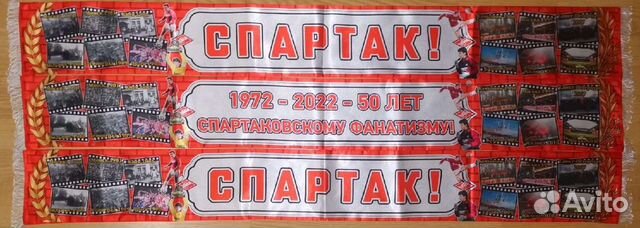 СПАРТАК!
1972 - 2022 - 50 ЛЕТ
СПАРТАКОВСКОМУ ФАНАТИЗМУ!
СПАРТАК!
Avito